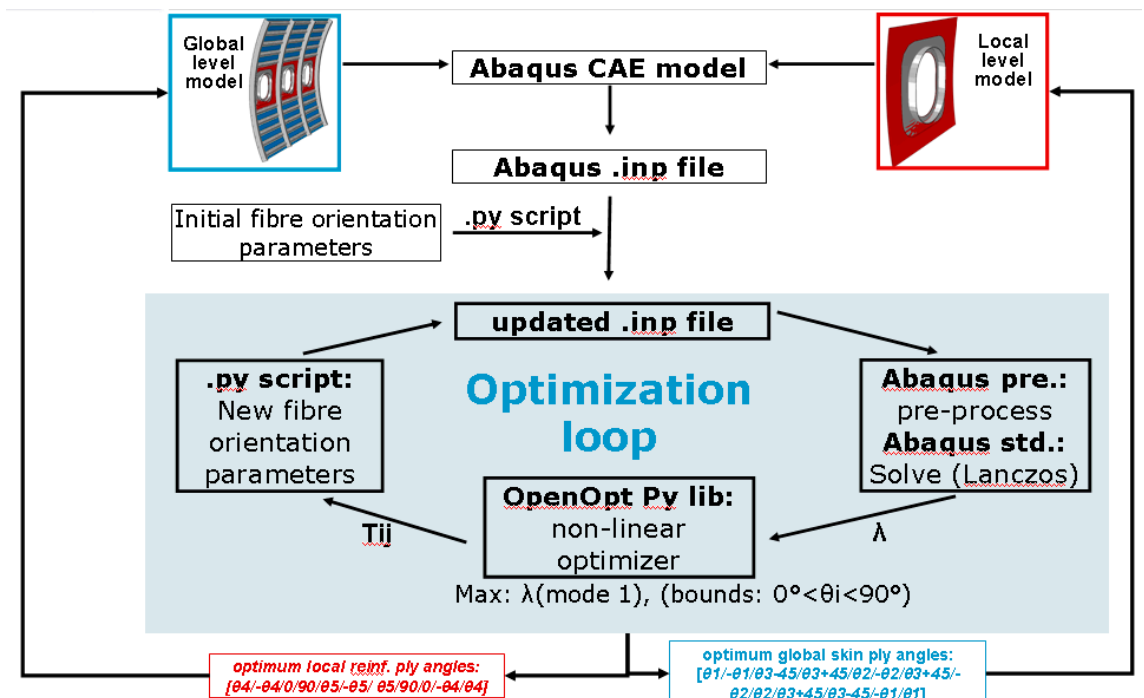 Global
level
model
Abaqus CAE model
Local
level
model
Abaqus .inp file
Initial fibre orientation
parameters
.py script
updated .inp file
.py script:
New fibre
orientation
parameters
Optimization
loop
Abaqus pre.:
pre-process
Abaqus std.:
Solve (Lanczos)
OpenOpt Py lib:
non-linear
optimizer
Tij
λ
Max: λ(mode 1), (bounds: 0°<θi<90°)
optimum local reinf. ply angles:
[θ4/-θ4/0/90/θ5/-θ5/ θ5/90/0/-θ4/θ4]
optimum global skin ply angles:
[θ1/-θ1/θ3-45/θ3+45/θ2/-θ2/θ3+45/-
θ2/θ2/θ3+45/θ3-45/-θ1/θ1]